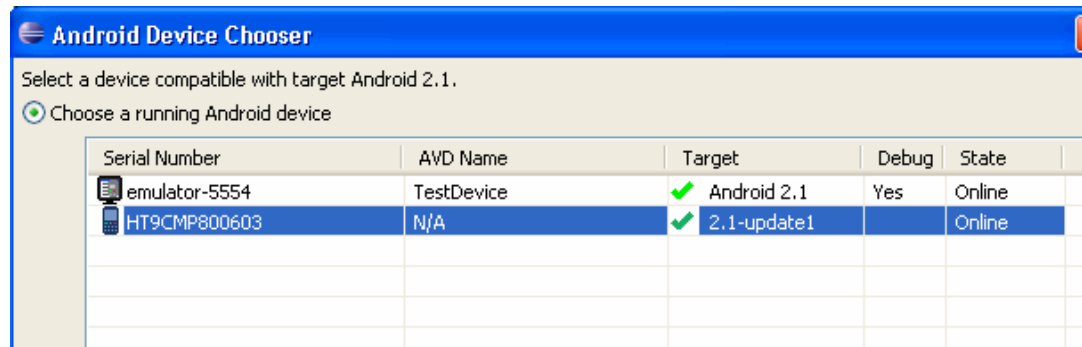 Android Device Chooser
Select a device compatible with target Android 2.1.
Choose a running Android device
Serial Number AVD Name Target Debug State
emulator-5554 TestDevice Android 2.1 Yes Online
HT9CMP800603 N/A 2.1-update1 Online